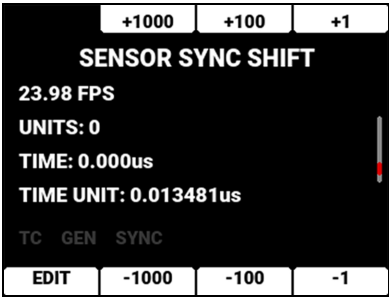 +1000 +100 +1
SENSOR SYNC SHIFT
23.98 FPS
UNITS: 0
TIME: 0.000us
TIME UNIT: 0.013481us
TC GEN SYNC
EDIT -1000 -100 -1